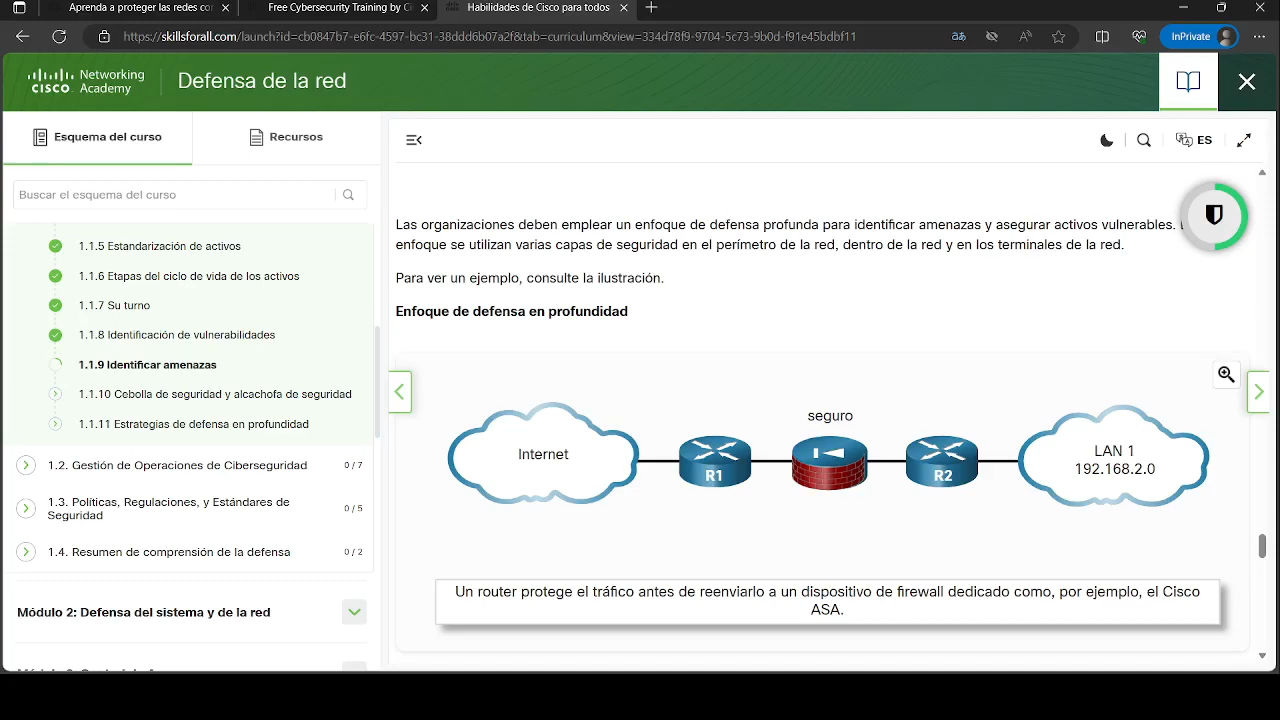 Aprenda a proteger las redes cor
Free Cybersecurity Training by Ci
Habilidades de Cisco para todos
https://skillsforall.com/launch?id=cb0847b7-e6fc-4597-bc31-38ddd6b07a2f&tab=curriculum&view=334d78f9-9704-5c73-9b0d-f91e45bdbf11
InPrivate
Networking
CISCO Academy
Defensa de la red
Esquema del curso
Recursos
ES
Buscar el esquema del curso
1.1.5 Estandarización de activos
1.1.6 Etapas del ciclo de vida de los activos
1.1.7 Su turno
1.1.8 Identificación de vulnerabilidades
1.1.9 Identificar amenazas
1.1.10 Cebolla de seguridad y alcachofa de seguridad
1.1.11 Estrategias de defensa en profundidad
1.2. Gestión de Operaciones de Ciberseguridad 0 / 7
1.3. Políticas, Regulaciones, y Estándares de
Seguridad 0 / 5
1.4. Resumen de comprensión de la defensa 0 / 2
Módulo 2: Defensa del sistema y de la red
Las organizaciones deben emplear un enfoque de defensa profunda para identificar amenazas y asegurar activos vulnerables.
enfoque se utilizan varias capas de seguridad en el perímetro de la red, dentro de la red y en los terminales de la red.
Para ver un ejemplo, consulte la ilustración.
Enfoque de defensa en profundidad
seguro
Internet
R1
R2
LAN 1
192.168.2.0
Un router protege el tráfico antes de reenviarlo a un dispositivo de firewall dedicado como, por ejemplo, el Cisco
ASA.